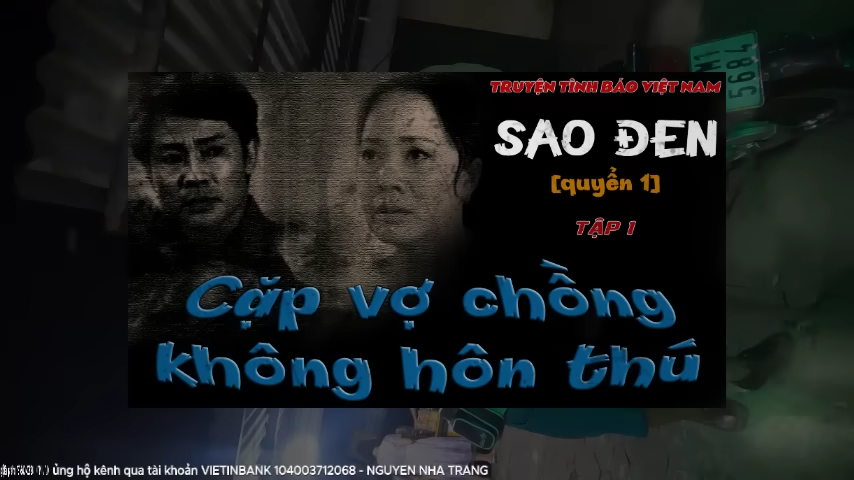 M1
5684
TRUYỆN TÌNH BÁO VIỆT NAM
SAO ĐEN
[quyển 1]
TẬP 1
Cặp vợ chồng
không hôn thú
ủng hộ kênh qua tài khoản VIETINBANK 104003712068 - NGUYEN NHA TRANG